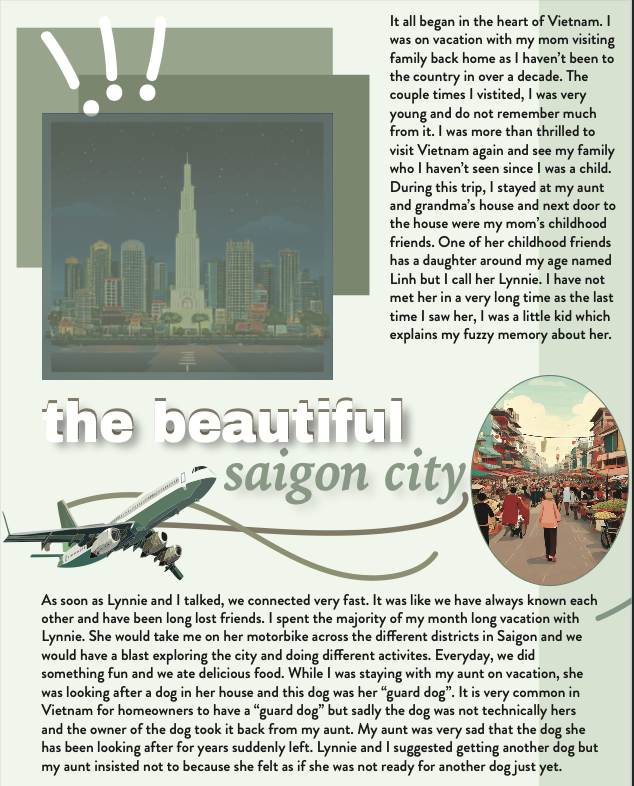 It all began in the heart of Vietnam. I
was on vacation with my mom visiting
family back home as I haven't been to
the country in over a decade. The
couple times I vistited, I was very
young and do not remember much
from it. I was more than thrilled to
visit Vietnam again and see my family
who I haven't seen since I was a child.
During this trip, I stayed at my aunt
and grandma's house and next door to
the house were my mom's childhood
friends. One of her childhood friends
has a daughter around my age named
Linh but I call her Lynnie. I have not
met her in a very long time as the last
time I saw her, I was a little kid which
explains my fuzzy memory about her.
the beautiful
saigon city
As soon as Lynnie and I talked, we connected very fast. It was like we have always known each
other and have been long lost friends. I spent the majority of my month long vacation with
Lynnie. She would take me on her motorbike across the different districts in Saigon and we
would have a blast exploring the city and doing different activites. Everyday, we did
something fun and we ate delicious food. While I was staying with my aunt on vacation, she
was looking after a dog in her house and this dog was her “guard dog”. It is very common in
Vietnam for homeowners to have a “guard dog” but sadly the dog was not technically hers
and the owner of the dog took it back from my aunt. My aunt was very sad that the dog she
has been looking after for years suddenly left. Lynnie and I suggested getting another dog but
my aunt insisted not to because she felt as if she was not ready for another dog just yet.